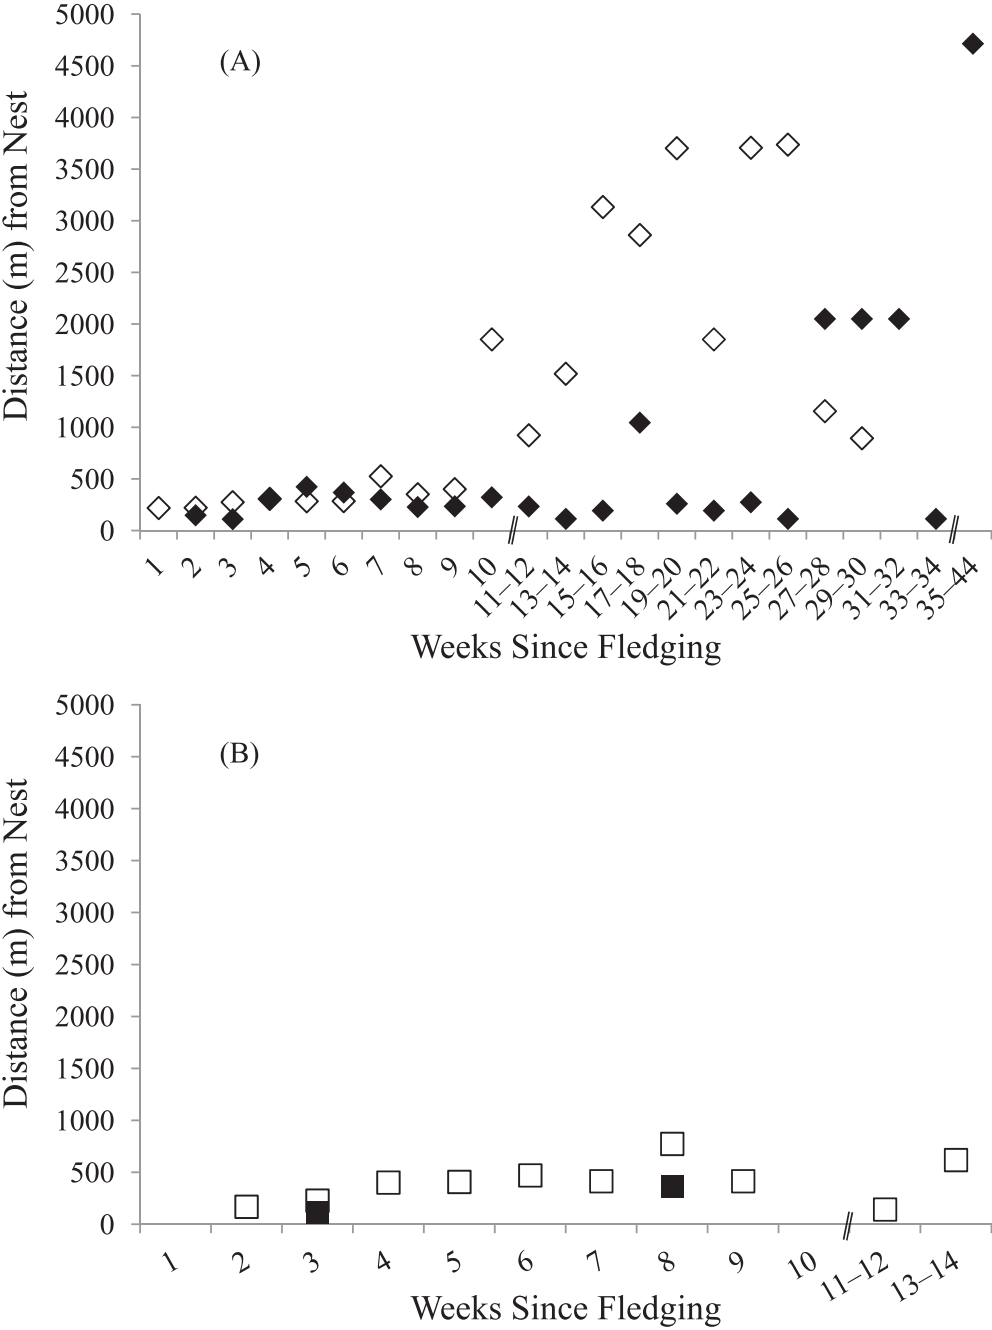 5000
4500
4000
3500
3000
2500
2000
1500
1000
500
0
Distance (m) from Nest
(A)
1 2 3 4 5 6 7 8 9 10 11–12 13–14 15–16 17–18 19–20 21–22 23–24 25–26 27–28 29–30 31–32 33–34 35–44
Weeks Since Fledging
5000
4500
4000
3500
3000
2500
2000
1500
1000
500
0
Distance (m) from Nest
(B)
1 2 3 4 5 6 7 8 9 10 11–12 13–14
Weeks Since Fledging